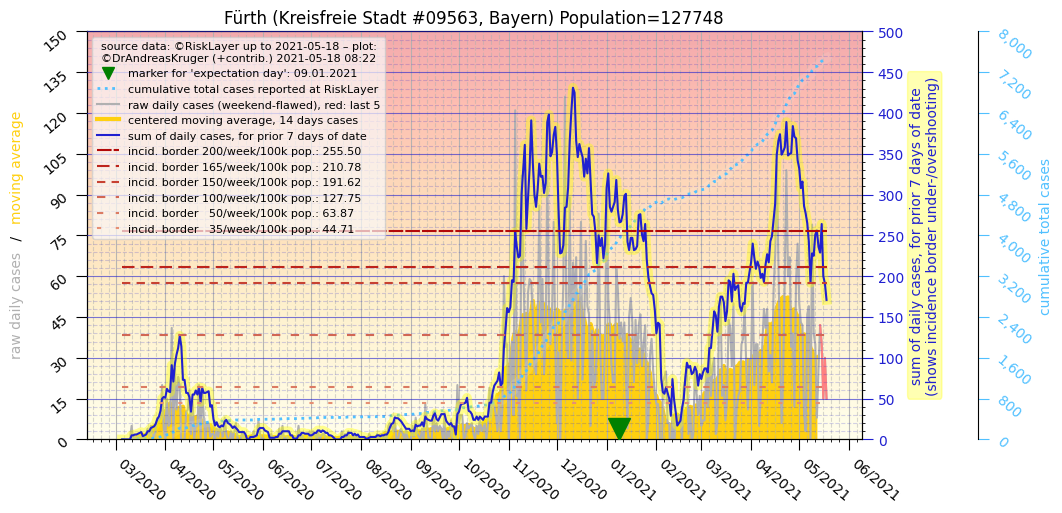 Fürth (Kreisfreie Stadt #09563, Bayern) Population=127748
source data: ©RiskLayer up to 2021-05-18 – plot:
©DrAndreasKruger (+contrib.) 2021-05-18 08:22
marker for 'expectation day': 09.01.2021
cumulative total cases reported at RiskLayer
raw daily cases (weekend-flawed), red: last 5
centered moving average, 14 days cases
sum of daily cases, for prior 7 days of date
incid. border 200/week/100k pop.: 255.50
incid. border 165/week/100k pop.: 210.78
incid. border 150/week/100k pop.: 191.62
incid. border 100/week/100k pop.: 127.75
incid. border   50/week/100k pop.: 63.87
incid. border   35/week/100k pop.: 44.71
raw daily cases / moving average
150
135
120
105
90
75
60
45
30
15
0
03/2020
04/2020
05/2020
06/2020
07/2020
08/2020
09/2020
10/2020
11/2020
12/2020
01/2021
02/2021
03/2021
04/2021
05/2021
06/2021
500
450
400
350
300
250
200
150
100
50
0
sum of daily cases, for prior 7 days of date
(shows incidence border under-/overshooting)
8,000
7,200
6,400
5,600
4,800
4,000
3,200
2,400
1,600
800
0
cumulative total cases